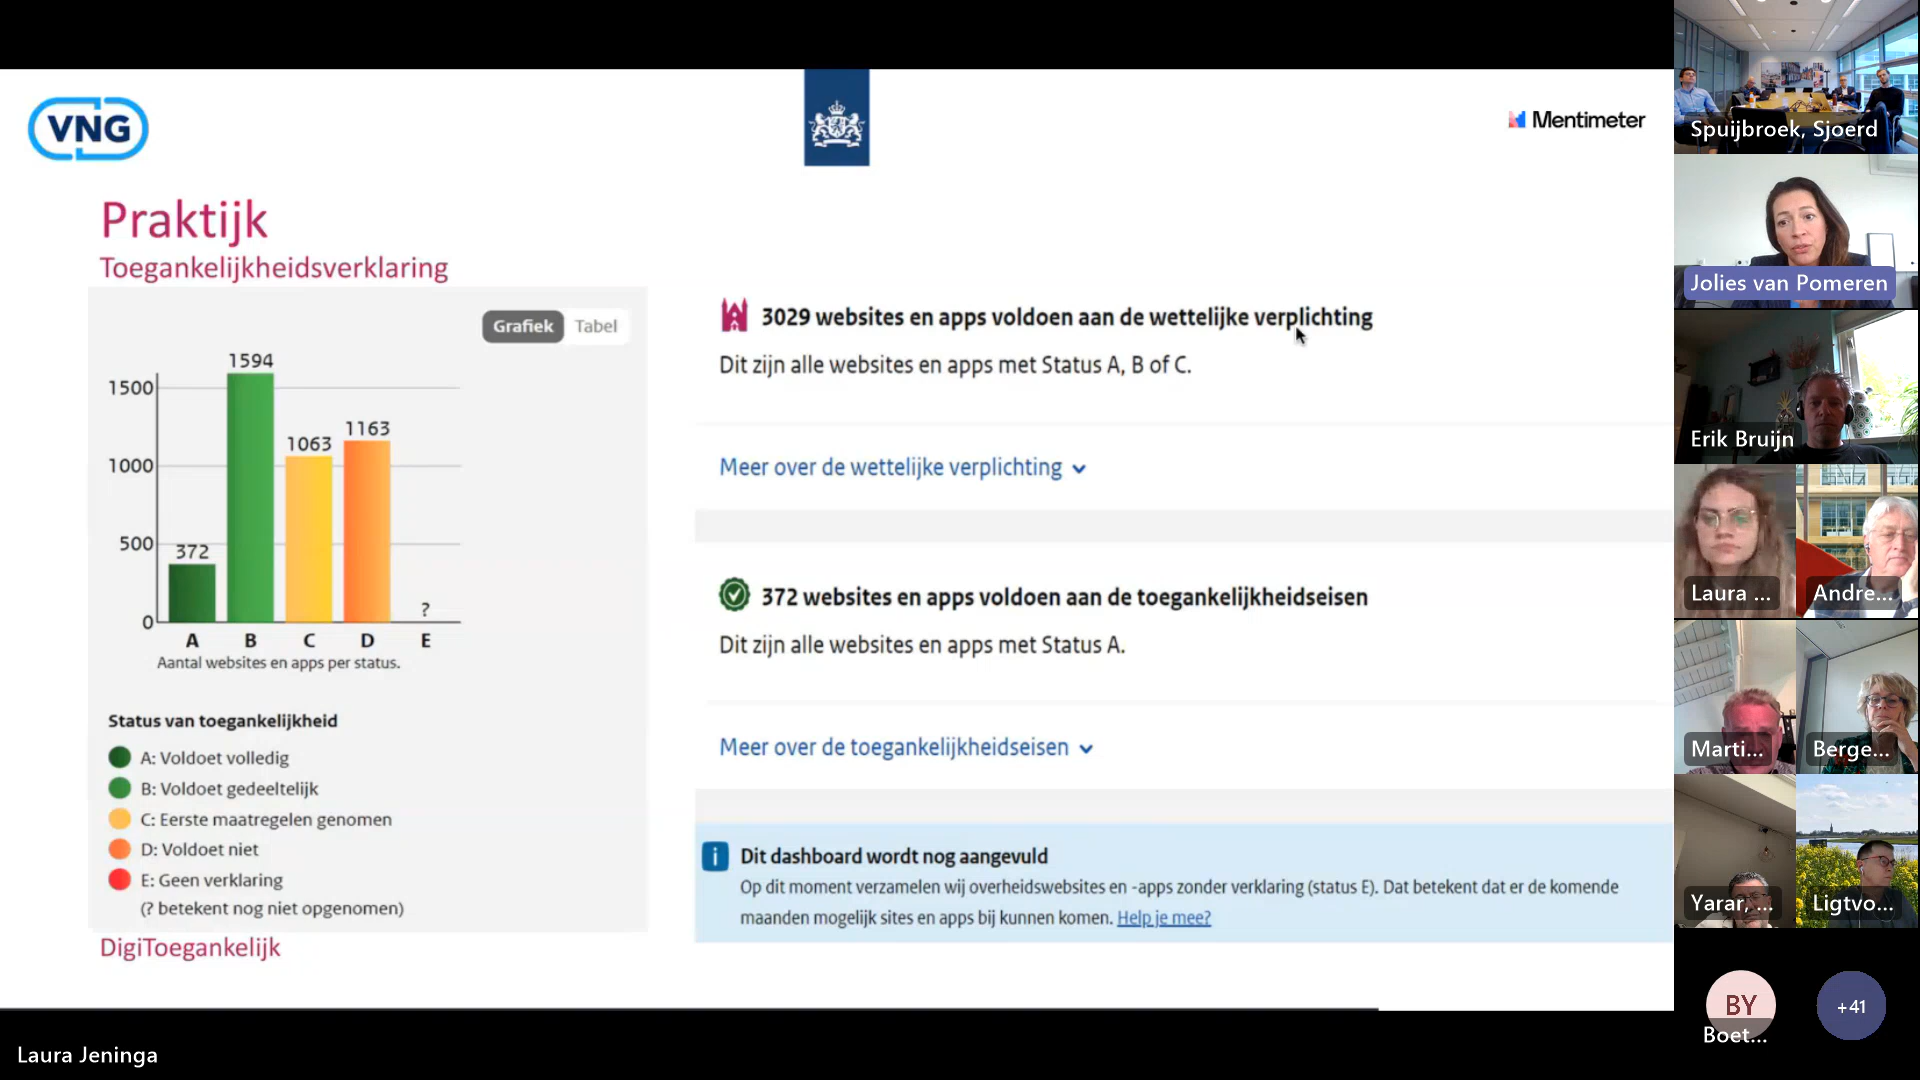 VNG
Mentimeter
Praktijk
Toegankelijkheidsverklaring
Grafiek Tabel
1500
1000
500
0
372
1594
1063
1163
?
A B C D E
Aantal websites en apps per status.
Status van toegankelijkheid
A: Voldoet volledig
B: Voldoet gedeeltelijk
C: Eerste maatregelen genomen
D: Voldoet niet
E: Geen verklaring
(? betekent nog niet opgenomen)
DigiToegankelijk
3029 websites en apps voldoen aan de wettelijke verplichting
Dit zijn alle websites en apps met Status A, B of C.
Meer over de wettelijke verplichting
372 websites en apps voldoen aan de toegankelijkheidseisen
Dit zijn alle websites en apps met Status A.
Meer over de toegankelijkheidseisen
i
Dit dashboard wordt nog aangevuld
Op dit moment verzamelen wij overheidswebsites en -apps zonder verklaring (status E). Dat betekent dat er de komende
maanden mogelijk sites en apps bij kunnen komen. Help je mee?
Laura Jeninga
Spuijbroek, Sjoerd
Jolies van Pomeren
Erik Bruijn
Laura ...
Andre...
Marti...
Berge...
Yarar, ...
Ligtvo...
BY
Boet...
+41